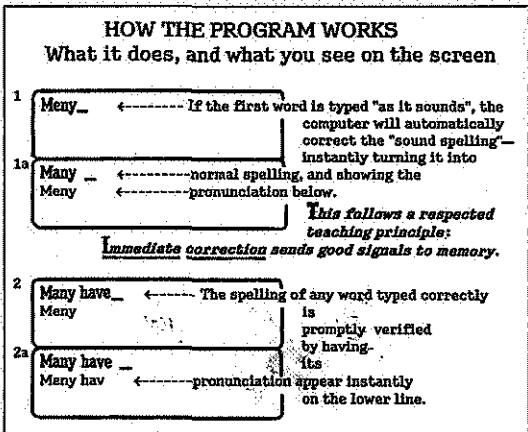 HOW THE PROGRAM WORKS
What it does, and what you see on the screen
1
Meny_ <-------- If the first word is typed "as it sounds", the
computer will automatically
correct the "sound spelling"—
instantly turning it into
1a
Many _ <--------normal spelling, and showing the
Meny <--------pronunciation below.
This follows a respected
teaching principle:
Immediate correction sends good signals to memory.
2
Many have_ <-------- The spelling of any word typed correctly
Meny
is
promptly verified
by having-
its
2a
Many have _
Meny hav <--------pronunciation appear instantly
on the lower line.